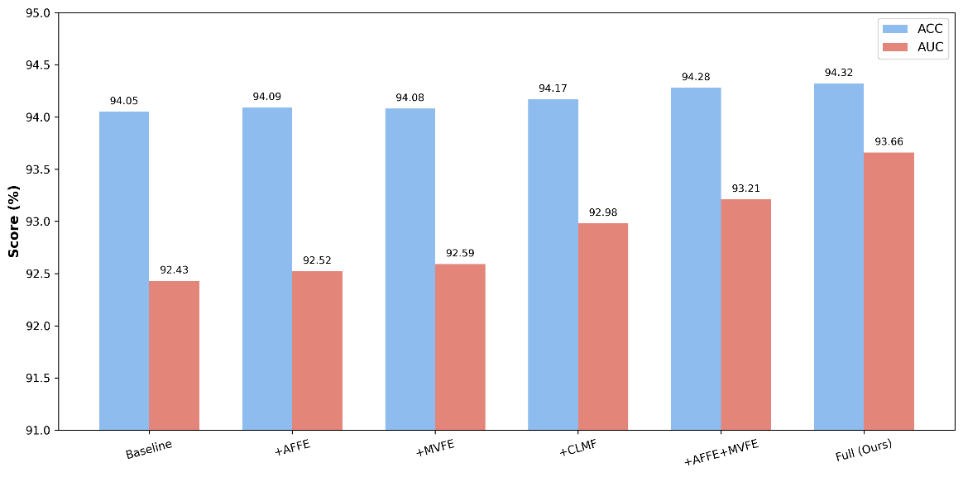 95.0
94.5
94.0
93.5
93.0
92.5
92.0
91.5
91.0
Score (%)
ACC
AUC
94.05
92.43
94.09
92.52
94.08
92.59
94.17
92.98
94.28
93.21
94.32
93.66
Baseline
+AFFE
+MVFE
+CLMF
+AFFE+MVFE
Full (Ours)